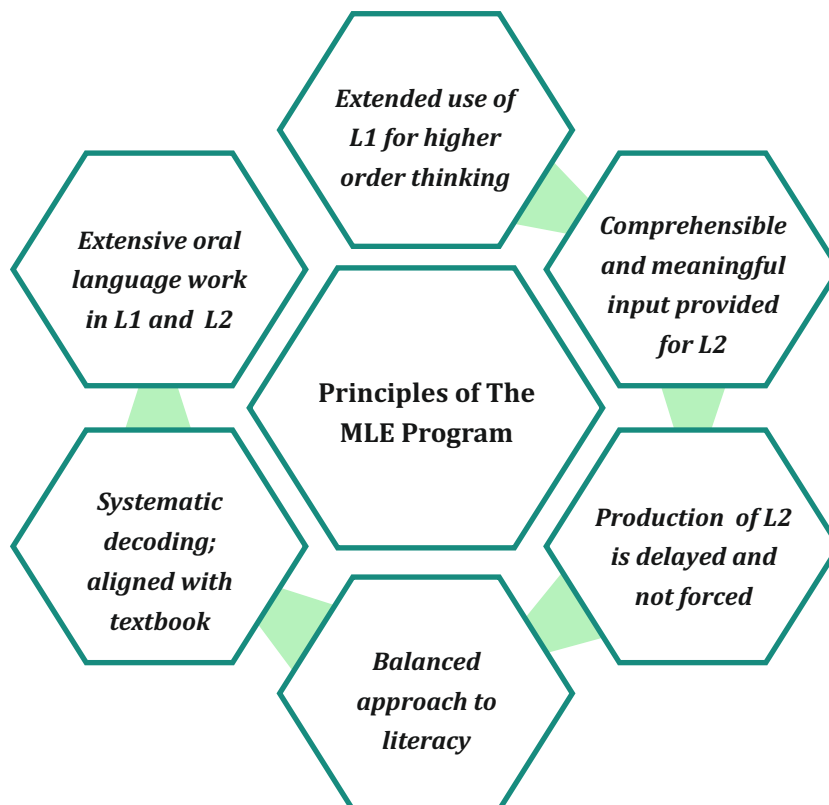 Extended use of
L1 for higher
order thinking
Comprehensible
and meaningful
input provided
for L2
Production of L2
is delayed and
not forced
Balanced
approach to
literacy
Systematic
decoding;
aligned with
textbook
Extensive oral
language work
in L1 and L2
Principles of The
MLE Program